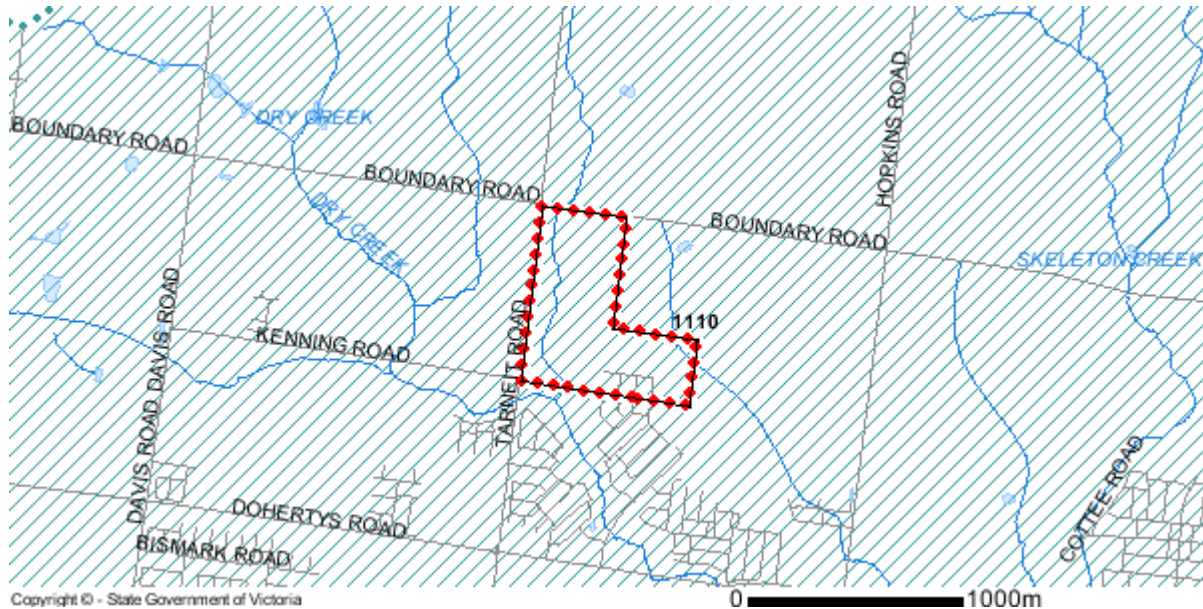 HOPKINS ROAD
DRY CREEK
BOUNDARY ROAD
BOUNDARY ROAD
DRY CREEK
BOUNDARY ROAD
SKELETON CREEK
DAVIS ROAD
DAVIS ROAD
TARNEIT ROAD
1110
KENNING ROAD
DOHERTYS ROAD
BISMARK ROAD
COTTEE ROAD
Copyright © - State Government of Victoria
0 1000m